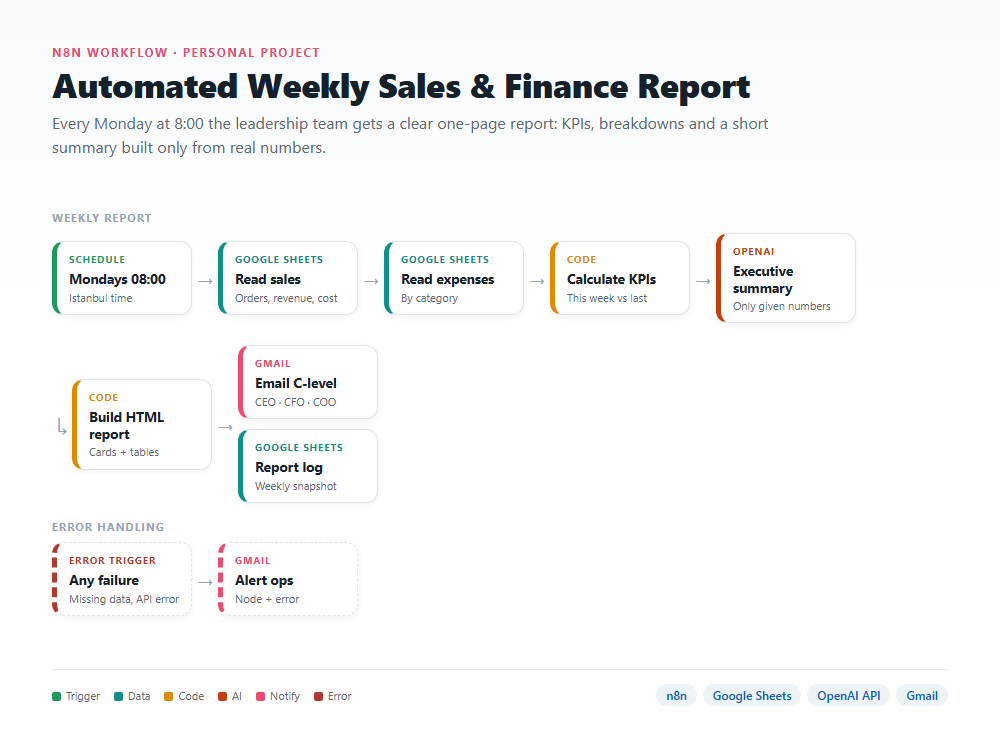 N8N WORKFLOW · PERSONAL PROJECT
Automated Weekly Sales & Finance Report
Every Monday at 8:00 the leadership team gets a clear one-page report: KPIs, breakdowns and a short
summary built only from real numbers.
WEEKLY REPORT
SCHEDULE
Mondays 08:00
Istanbul time
→
GOOGLE SHEETS
Read sales
Orders, revenue, cost
→
GOOGLE SHEETS
Read expenses
By category
→
CODE
Calculate KPIs
This week vs last
→
OPENAI
Executive
summary
Only given numbers
↳
CODE
Build HTML
report
Cards + tables
→
GMAIL
Email C-level
CEO · CFO · COO
GOOGLE SHEETS
Report log
Weekly snapshot
ERROR HANDLING
ERROR TRIGGER
Any failure
Missing data, API error
→
GMAIL
Alert ops
Node + error
Trigger
Data
Code
AI
Notify
Error
n8n
Google Sheets
OpenAI API
Gmail